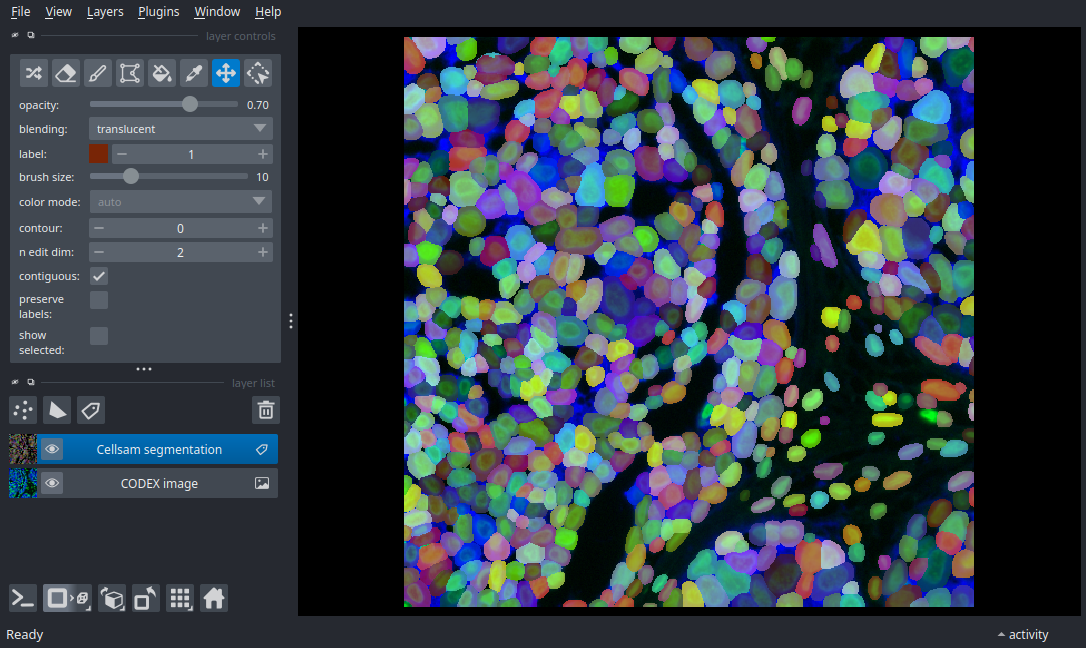 File View Layers Plugins Window Help
layer controls
opacity: 0.70
blending: translucent
label: 1
brush size: 10
color mode: auto
contour: 0
n edit dim: 2
contiguous:
preserve
labels:
show
selected:
layer list
Cellsam segmentation
CODEX image
Ready
activity